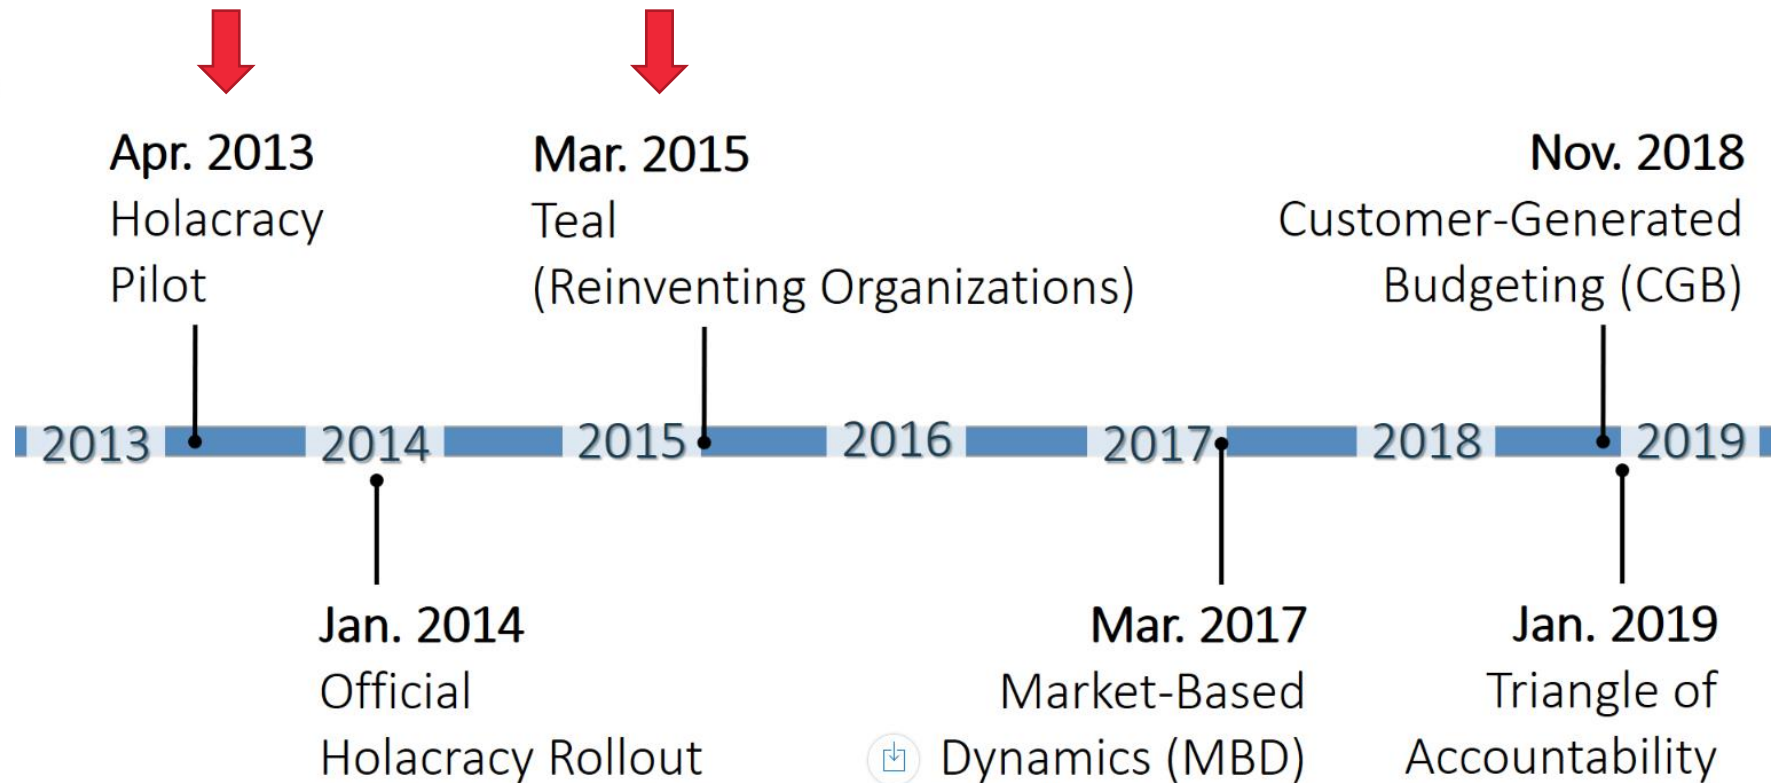 Apr. 2013
Holacracy
Pilot
Mar. 2015
Teal
(Reinventing Organizations)
Nov. 2018
Customer-Generated
Budgeting (CGB)
2013 2014 2015 2016 2017 2018 2019
Jan. 2014
Official
Holacracy Rollout
Mar. 2017
Market-Based
Dynamics (MBD)
Jan. 2019
Triangle of
Accountability